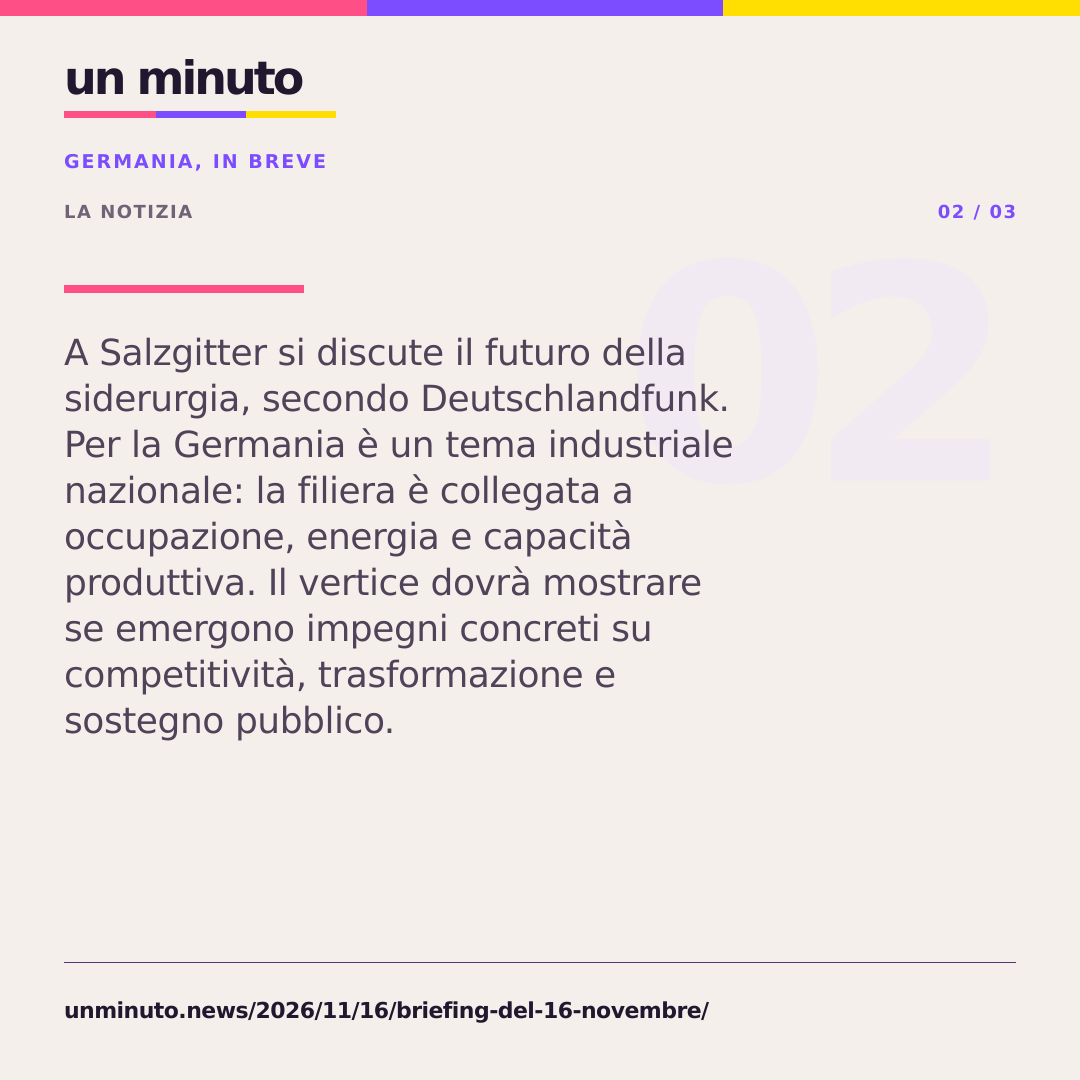 un minuto
GERMANIA, IN BREVE
LA NOTIZIA
02 / 03
02
A Salzgitter si discute il futuro della
siderurgia, secondo Deutschlandfunk.
Per la Germania è un tema industriale
nazionale: la filiera è collegata a
occupazione, energia e capacità
produttiva. Il vertice dovrà mostrare
se emergono impegni concreti su
competitività, trasformazione e
sostegno pubblico.
unminuto.news/2026/11/16/briefing-del-16-novembre/